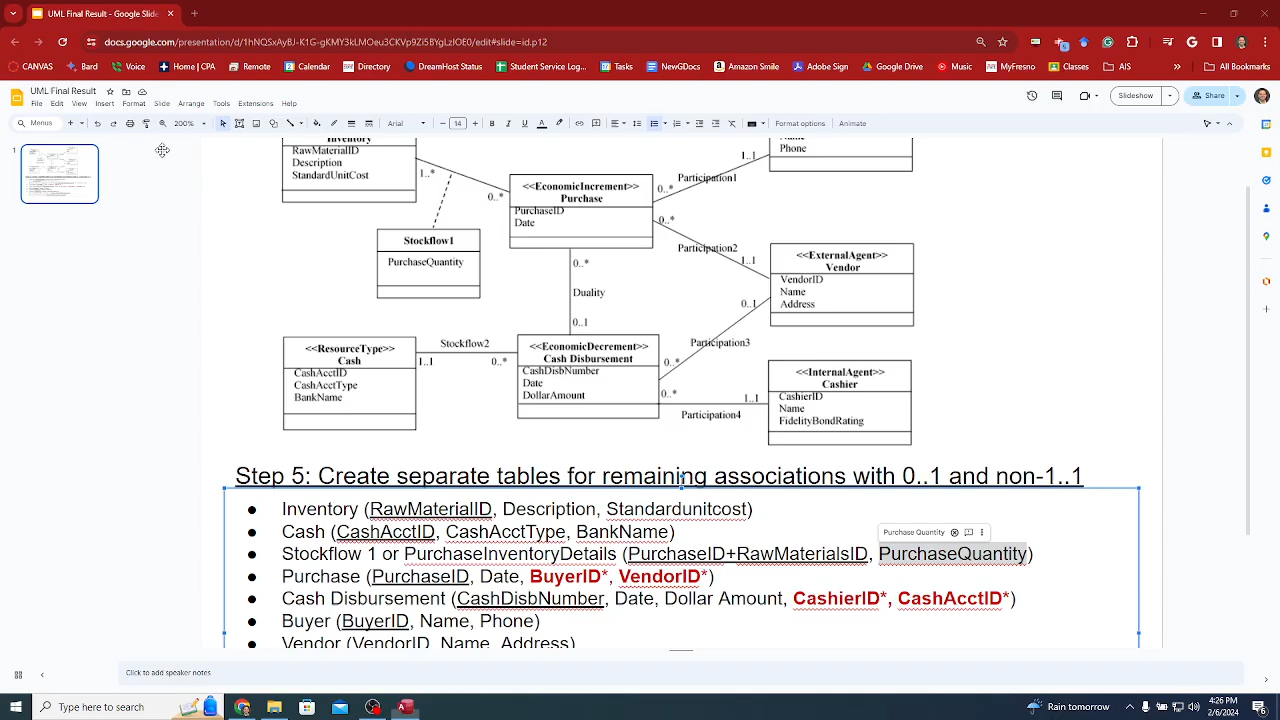 UML Final Result - Google Slides
docs.google.com/presentation/d/1hNQSxAyBJ-K1G-gKMY3kLMOeu3CKVp9Zi5BYgLzIOE0/edit#slide=id.p12
CANVAS Bard Voice Home | CPA Remote Calendar Directory DreamHost Status Student Service Log... Tasks NewGDocs Amazon Smile Adobe Sign Google Drive Music MyFresno Classes AIS » All Bookmarks
UML Final Result
File Edit View Insert Format Slide Arrange Tools Extensions Help
Slideshow Share
Menus 200% Arial 14 Format options Animate
1
Inventory
RawMaterialID
Description
StandardUnitCost
1..*
0..*
Name
Phone
1..1
Participation1
0..*
<<EconomicIncrement>>
Purchase
PurchaseID
Date
0..*
Participation2
1..1
Stockflow1
PurchaseQuantity
<<ExternalAgent>>
Vendor
VendorID
Name
Address
0..*
Duality
0..1
0..1
Participation3
0..*
<<ResourceType>>
Cash
CashAcctID
CashAcctType
BankName
Stockflow2
1..1
0..*
<<EconomicDecrement>>
Cash Disbursement
CashDisbNumber
Date
DollarAmount
0..*
1..1
Participation4
<<InternalAgent>>
Cashier
CashierID
Name
FidelityBondRating
Step 5: Create separate tables for remaining associations with 0..1 and non-1..1
Inventory (RawMaterialID, Description, Standardunitcost)
Purchase Quantity
Cash (CashAcctID, CashAcctType, BankName)
Stockflow 1 or PurchaseInventoryDetails (PurchaseID+RawMaterialsID, PurchaseQuantity)
Purchase (PurchaseID, Date, BuyerID*, VendorID*)
Cash Disbursement (CashDisbNumber, Date, Dollar Amount, CashierID*, CashAcctID*)
Buyer (BuyerID, Name, Phone)
Vendor (VendorID, Name, Address)
Click to add speaker notes
Type here to search
Rain tomorrow
4:26 PM
2/6/2024